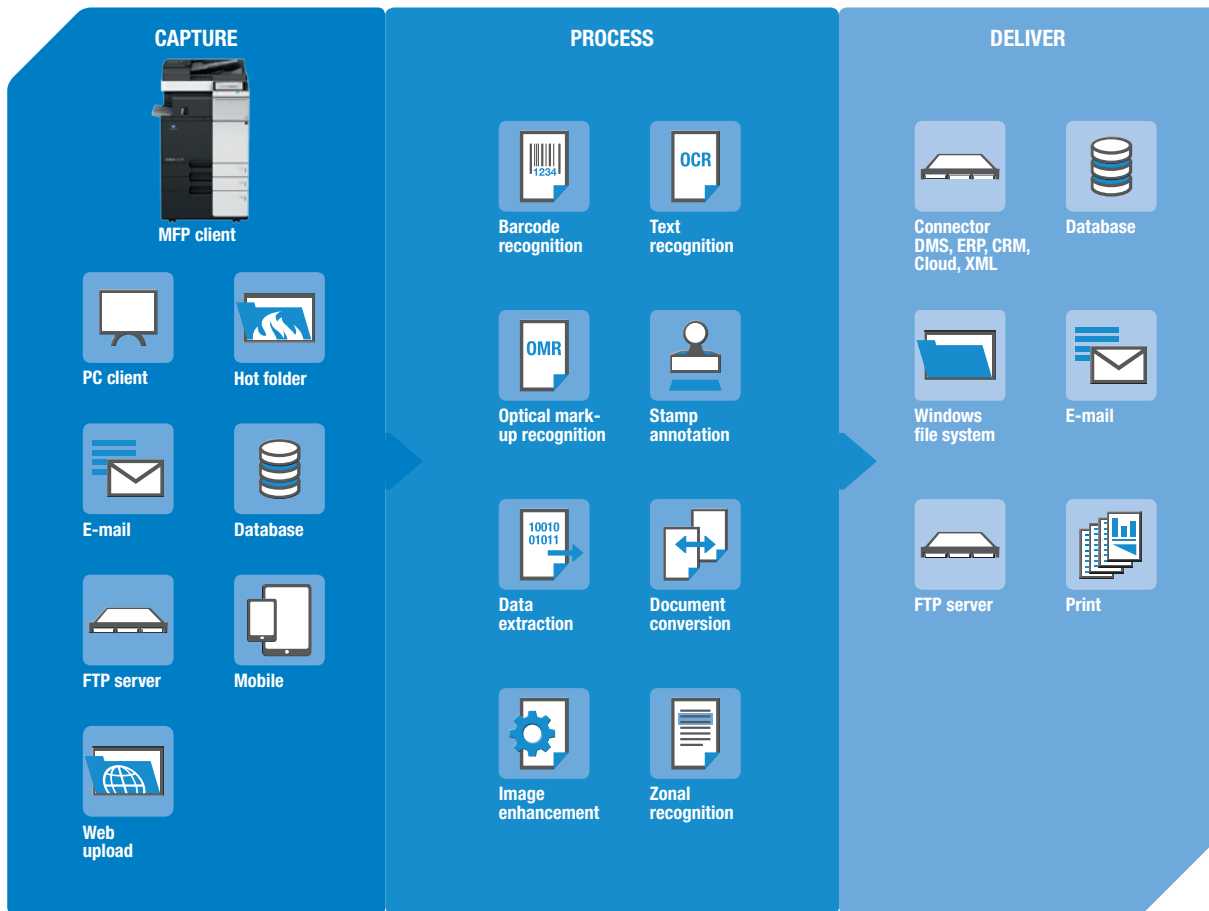 CAPTURE
MFP client
PC client
Hot folder
E-mail
Database
FTP server
Mobile
Web
upload
PROCESS
1234
Barcode
recognition
OCR
Text
recognition
OMR
Optical mark-
up recognition
Stamp
annotation
10010
01011
Data
extraction
Document
conversion
Image
enhancement
Zonal
recognition
DELIVER
Connector
DMS, ERP, CRM,
Cloud, XML
Database
Windows
file system
E-mail
FTP server
Print